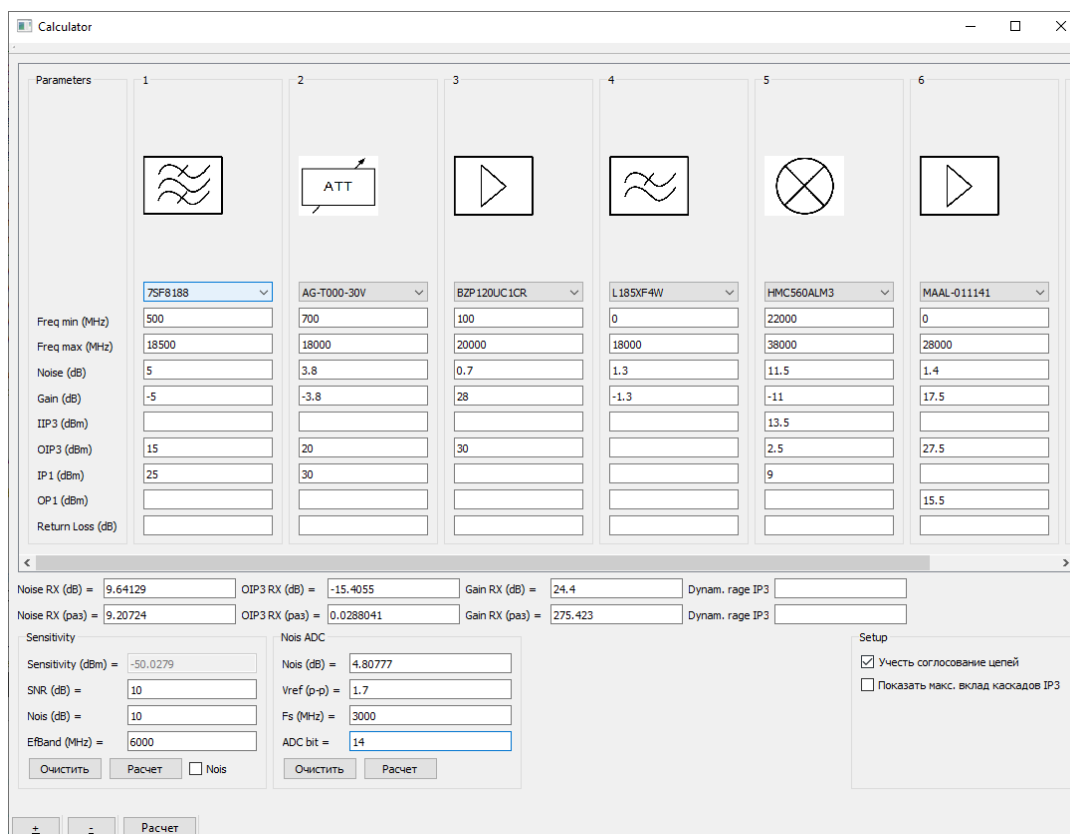 Calculator
Parameters 1 2 3 4 5 6
ATT
7SF8188 AG-T000-30V BZP120UC1CR L185XF4W HMC560ALM3 MAAL-011141
Freq min (MHz) 500 700 100 0 22000 0
Freq max (MHz) 18500 18000 20000 18000 38000 28000
Noise (dB) 5 3.8 0.7 1.3 11.5 1.4
Gain (dB) -5 -3.8 28 -1.3 -11 17.5
IIP3 (dBm) 13.5
OIP3 (dBm) 15 20 30 2.5 27.5
IP1 (dBm) 25 30 9
OP1 (dBm) 15.5
Return Loss (dB)
Noise RX (dB) = 9.64129 OIP3 RX (dB) = -15.4055 Gain RX (dB) = 24.4 Dynam. rage IP3
Noise RX (раз) = 9.20724 OIP3 RX (раз) = 0.0288041 Gain RX (раз) = 275.423 Dynam. rage IP3
Sensitivity Nois ADC Setup
Sensitivity (dBm) = -50.0279 Nois (dB) = 4.80777 Учесть соглосование цепей
SNR (dB) = 10 Vref (p-p) = 1.7 Показать макс. вклад каскадов IP3
Nois (dB) = 10 Fs (MHz) = 3000
EfBand (MHz) = 6000 ADC bit = 14
Очистить Расчет Nois Очистить Расчет
+ - Расчет